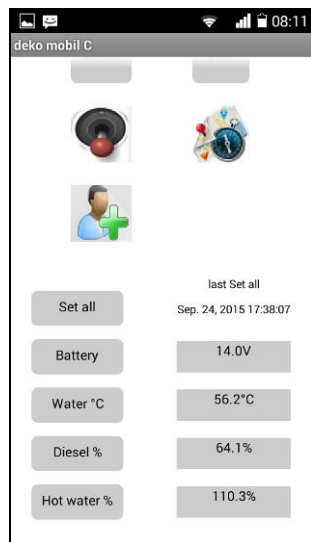 08:11
deko mobil C
last Set all
Set all
Sep. 24, 2015 17:38:07
Battery
14.0V
Water °C
56.2°C
Diesel %
64.1%
Hot water %
110.3%